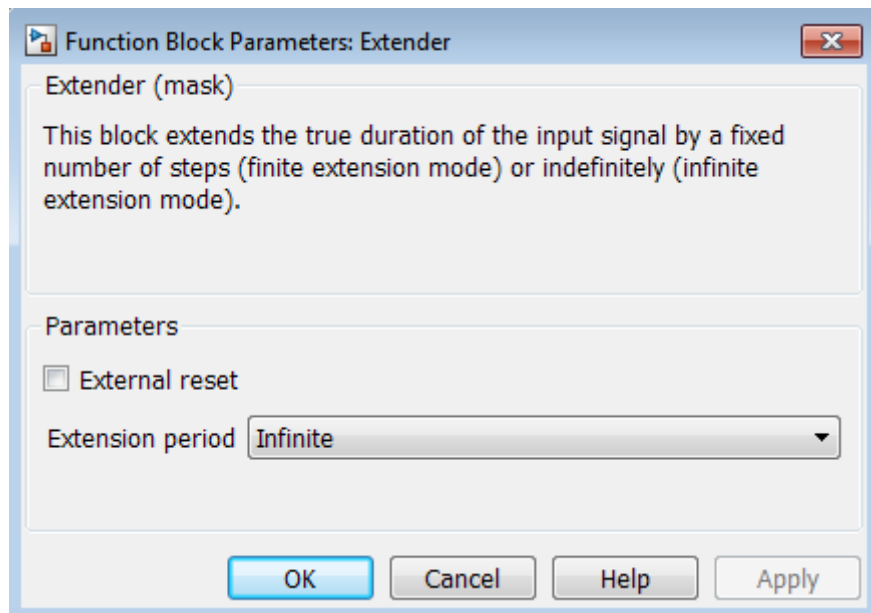 Function Block Parameters: Extender
Extender (mask)
This block extends the true duration of the input signal by a fixed
number of steps (finite extension mode) or indefinitely (infinite
extension mode).
Parameters
External reset
Extension period Infinite
OK Cancel Help Apply